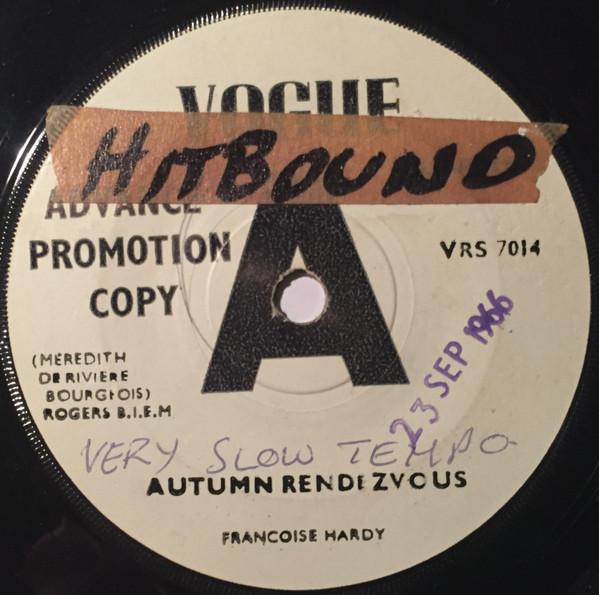 VOGUE
HITBOUND
ADVANCE
PROMOTION
COPY
A
VRS 7014
(MEREDITH
DE RIVIERE
BOURGEOIS)
ROGERS B.I.E.M
23 SEP 1966
VERY SLOW TEMPO
AUTUMN RENDEZVOUS
FRANCOISE HARDY